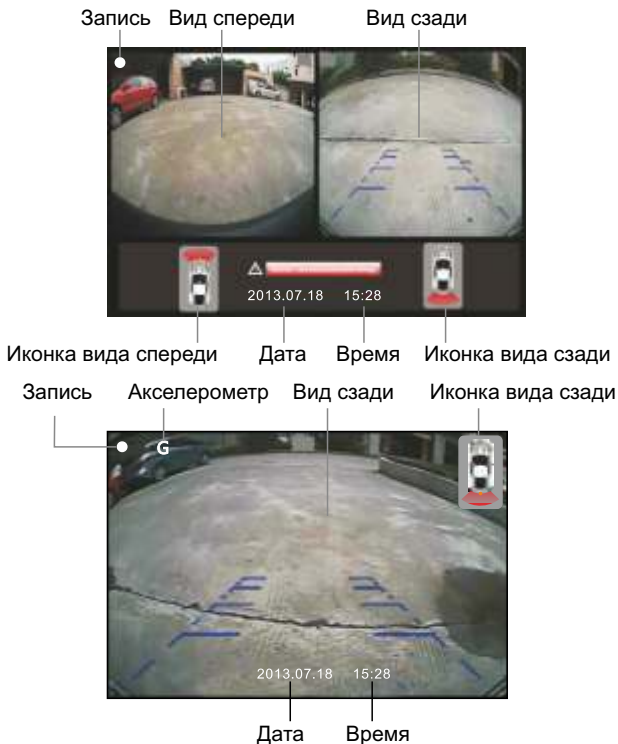 Запись Вид спереди Вид сзади
2013.07.18 15:28
Иконка вида спереди Дата Время Иконка вида сзади
Запись Акселерометр Вид сзади Иконка вида сзади
G
2013.07.18 15:28
Дата Время